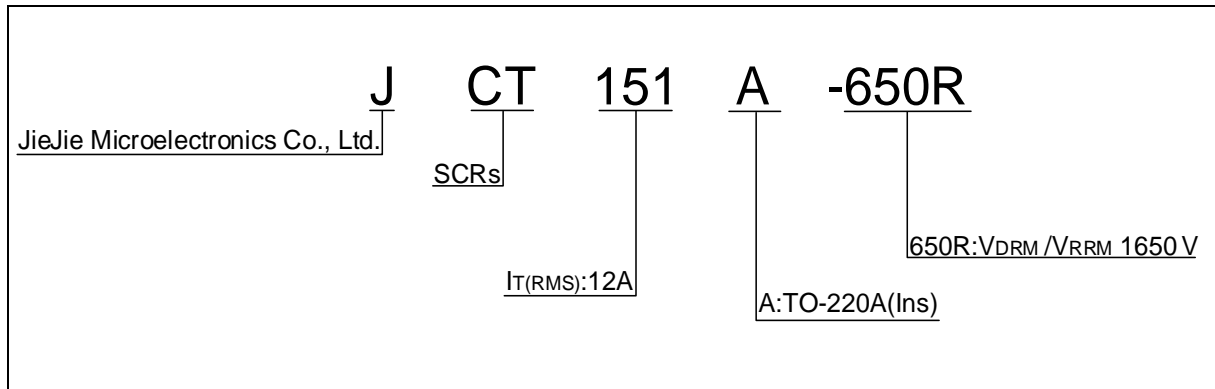 J CT 151 A -650R
JieJie Microelectronics Co., Ltd.
SCRs
650R:VDRM /VRRM 1650 V
IT(RMS):12A
A:TO-220A(Ins)